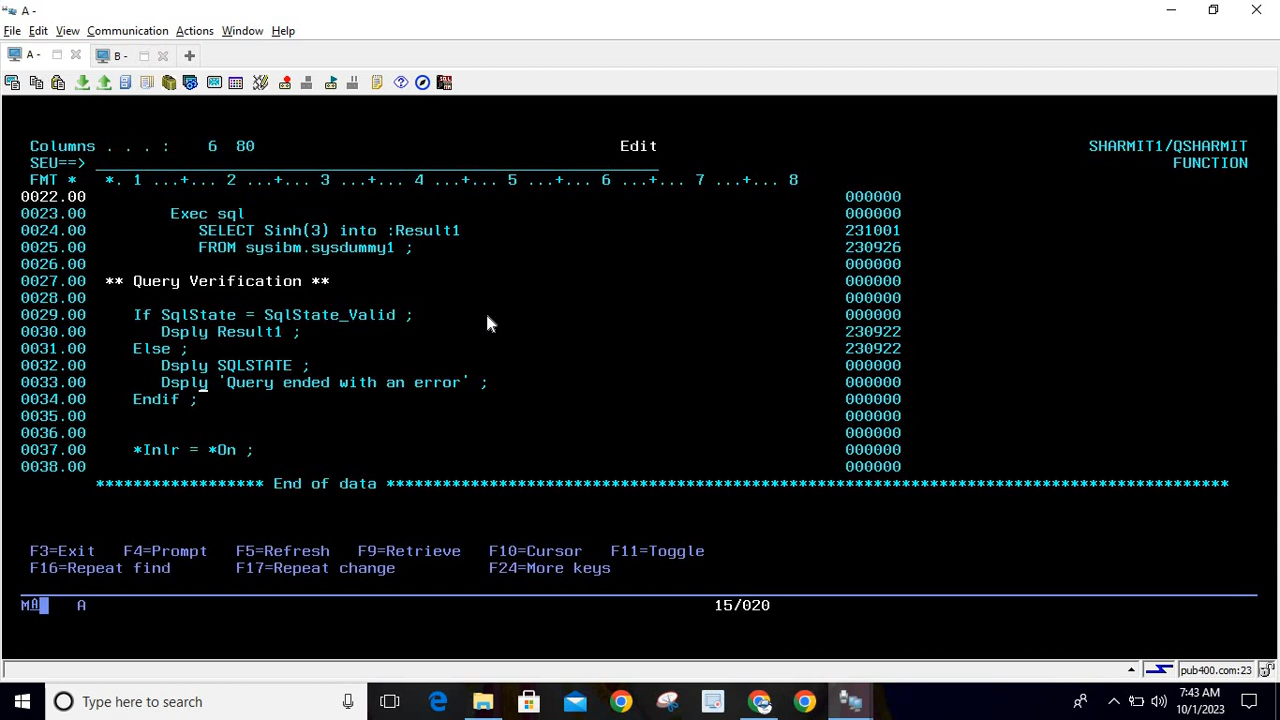 A -
File Edit View Communication Actions Window Help
A - B -
Columns . . . : 6 80 Edit SHARMIT1/QSHARMIT
SEU==> FUNCTION
FMT * *. 1 ...+... 2 ...+... 3 ...+... 4 ...+... 5 ...+... 6 ...+... 7 ...+... 8
0022.00 000000
0023.00 Exec sql 000000
0024.00 SELECT Sinh(3) into :Result1 231001
0025.00 FROM sysibm.sysdummy1 ; 230926
0026.00 000000
0027.00 ** Query Verification ** 000000
0028.00 000000
0029.00 If SqlState = SqlState_Valid ; 000000
0030.00 Dsply Result1 ; 230922
0031.00 Else ; 230922
0032.00 Dsply SQLSTATE ; 000000
0033.00 Dsply 'Query ended with an error' ; 000000
0034.00 Endif ; 000000
0035.00 000000
0036.00 000000
0037.00 *Inlr = *On ; 000000
0038.00 000000
****************** End of data ******************************************************************************************
F3=Exit F4=Prompt F5=Refresh F9=Retrieve F10=Cursor F11=Toggle
F16=Repeat find F17=Repeat change F24=More keys
MA A 15/020
pub400.com:23
Type here to search
7:43 AM
10/1/2023